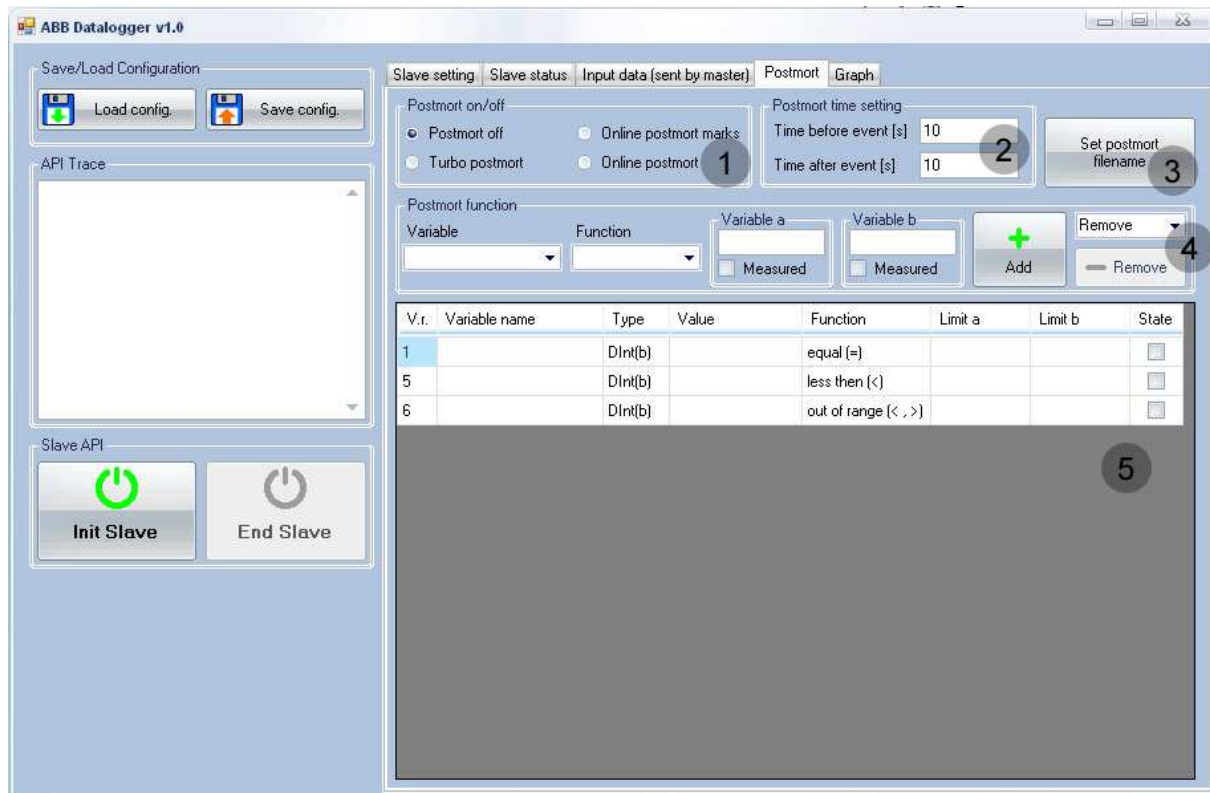 ABB Datalogger v1.0
Save/Load Configuration
Load config.
Save config.
API Trace
Slave API
Init Slave
End Slave
Slave setting
Slave status
Input data (sent by master)
Postmort
Graph
Postmort on/off
Postmort off
Online postmort marks
Turbo postmort
Online postmort
1
Postmort time setting
Time before event [s]
10
Time after event [s]
10
2
Set postmort
filename
3
Postmort function
Variable
Function
Variable a
Measured
Variable b
Measured
Add
Remove
Remove
4
V.r. Variable name Type Value Function Limit a Limit b State
1 DInt(b) equal (=)
5 DInt(b) less then (<)
6 DInt(b) out of range (< , >)
5